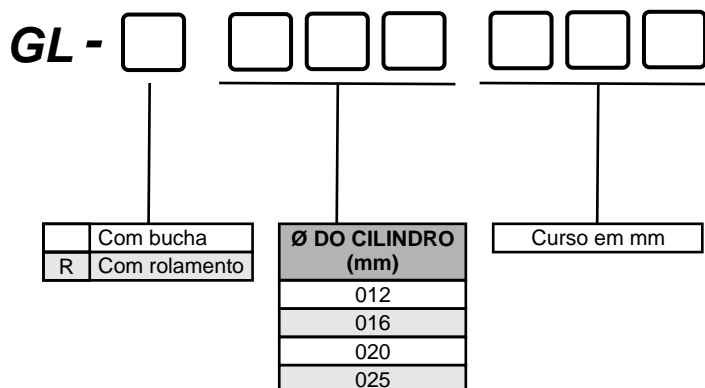 GL -
Com bucha
R Com rolamento
Ø DO CILINDRO
(mm)
012
016
020
025
Curso em mm